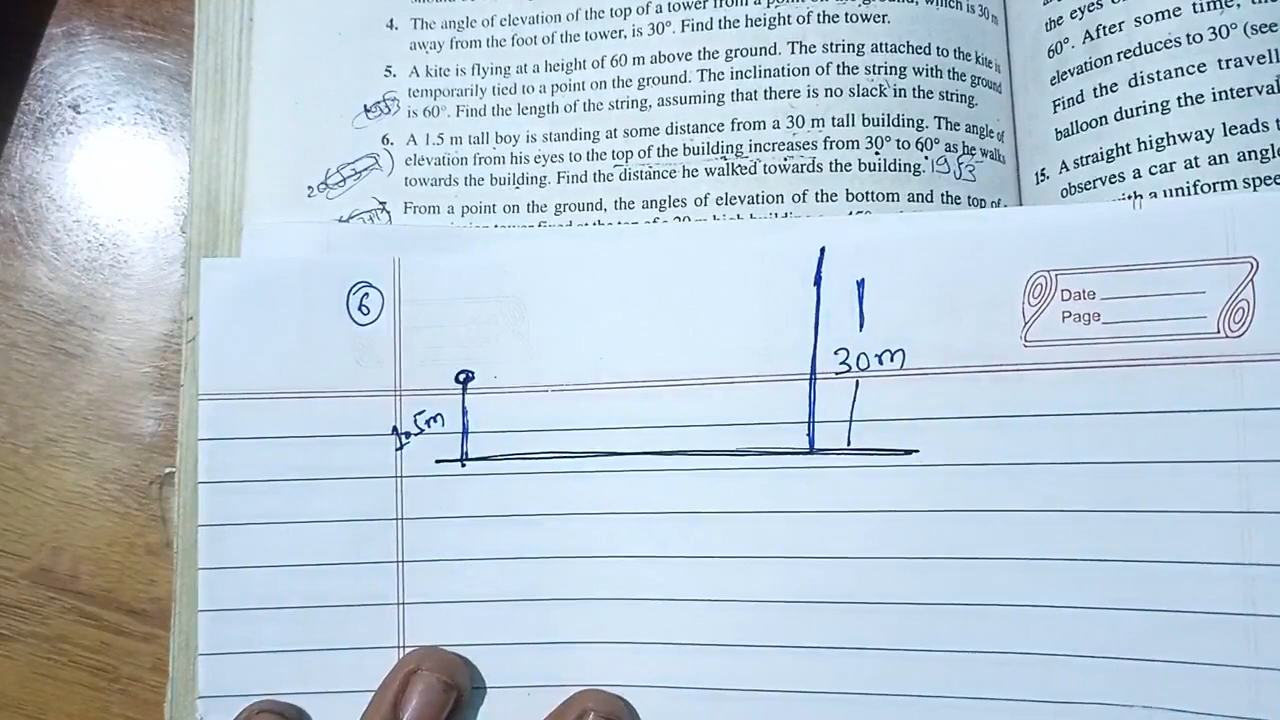 4. The angle of elevation of the top of a tower from a point on the ground, which is 30 m
away from the foot of the tower, is 30°. Find the height of the tower.
5. A kite is flying at a height of 60 m above the ground. The string attached to the kite is
temporarily tied to a point on the ground. The inclination of the string with the ground
is 60°. Find the length of the string, assuming that there is no slack in the string.
6. A 1.5 m tall boy is standing at some distance from a 30 m tall building. The angle of
elevation from his eyes to the top of the building increases from 30° to 60° as he walks
towards the building. Find the distance he walked towards the building. 19√3
From a point on the ground, the angles of elevation of the bottom and the top of
the eyes
60°. After some time,
elevation reduces to 30° (see
Find the distance travell
balloon during the interval
15. A straight highway leads t
observes a car at an angle
with a uniform spee
6
30m
1.5m
Date
Page